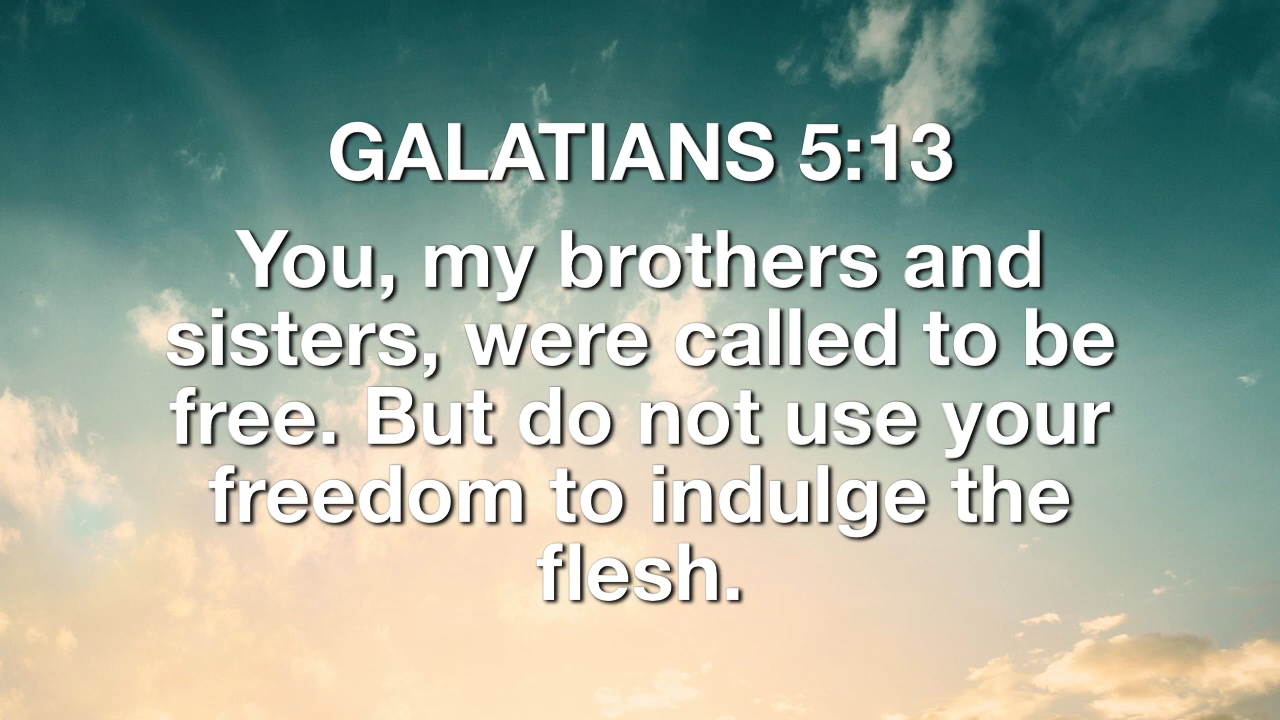 GALATIANS 5:13
You, my brothers and
sisters, were called to be
free. But do not use your
freedom to indulge the
flesh.